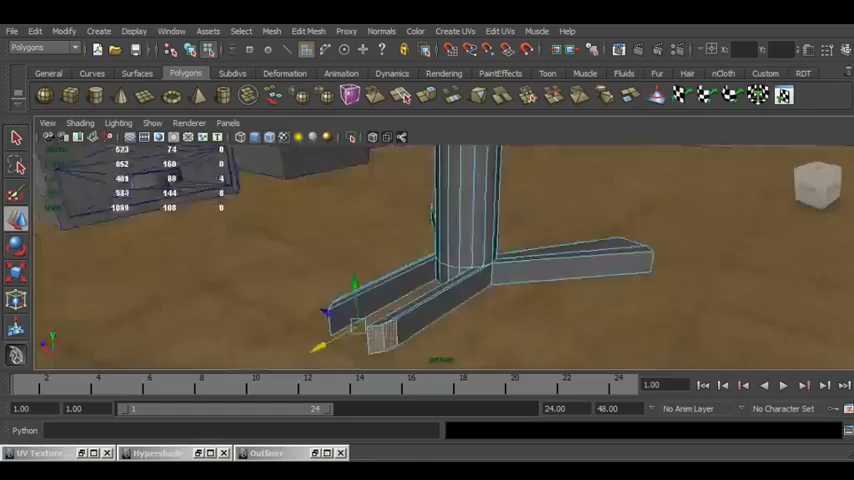 File Edit Modify Create Display Window Assets Select Mesh Edit Mesh Proxy Normals Color Create UVs Edit UVs Muscle Help
Polygons X: Y: Z:
General Curves Surfaces Polygons Subdivs Deformation Animation Rendering PaintEffects Toon Muscle Fluids Fur Hair nCloth Custom RDT
View Shading Lighting Show Renderer Panels
623 74 0
852 160 0
88 4
144 8
108 0
persp
2 4 6 8 10 12 14 16 18 20 22 24 1.00
1.00 1.00 1 24 24.00 48.00 No Anim Layer No Character Set
Python
UV Texture... Hypershade Outliner